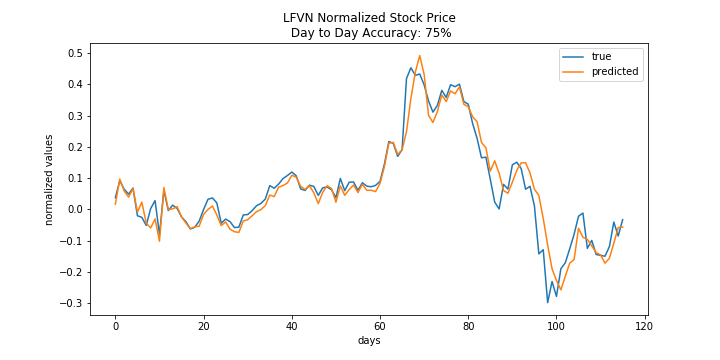 LFVN Normalized Stock Price
Day to Day Accuracy: 75%
true
predicted
normalized values
0.5
0.4
0.3
0.2
0.1
0.0
−0.1
−0.2
−0.3
0
20
40
60
80
100
120
days